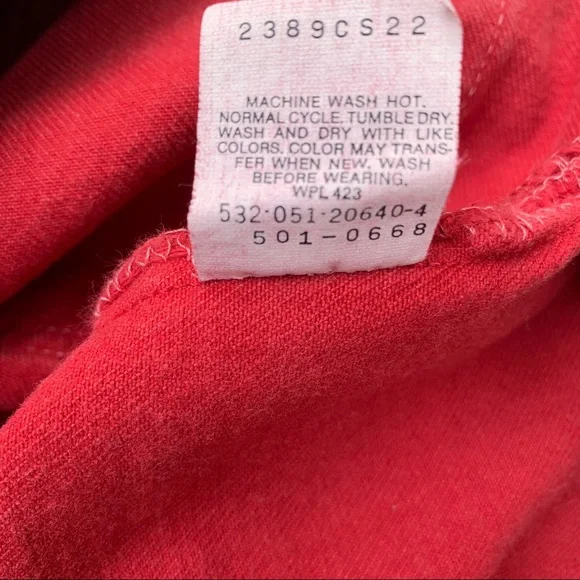 2389CS22
MACHINE WASH HOT.
NORMAL CYCLE. TUMBLE DRY.
WASH AND DRY WITH LIKE
COLORS. COLOR MAY TRANS-
FER WHEN NEW. WASH
BEFORE WEARING.
WPL 423
532·051·20640-4
501-0668